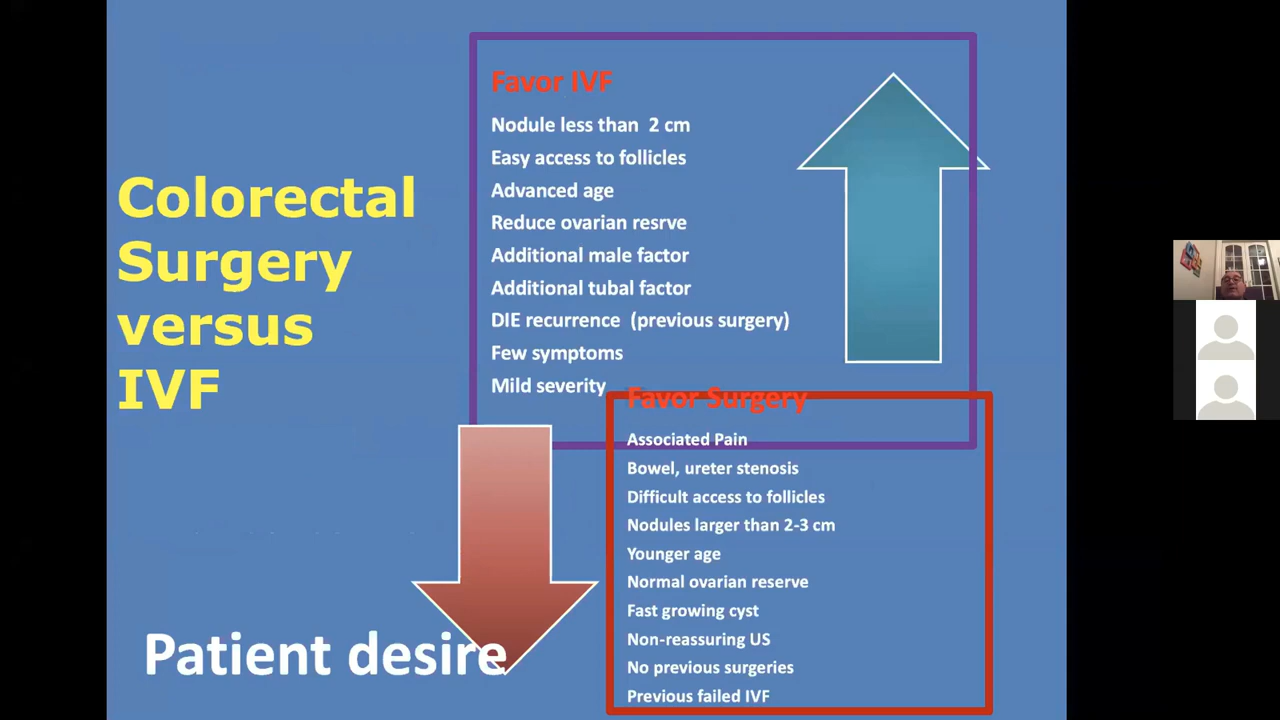 Colorectal
Surgery
versus
IVF
Favor IVF
Nodule less than 2 cm
Easy access to follicles
Advanced age
Reduce ovarian resrve
Additional male factor
Additional tubal factor
DIE recurrence (previous surgery)
Few symptoms
Mild severity
Favor Surgery
Associated Pain
Bowel, ureter stenosis
Difficult access to follicles
Nodules larger than 2-3 cm
Younger age
Normal ovarian reserve
Fast growing cyst
Non-reassuring US
No previous surgeries
Previous failed IVF
Patient desire